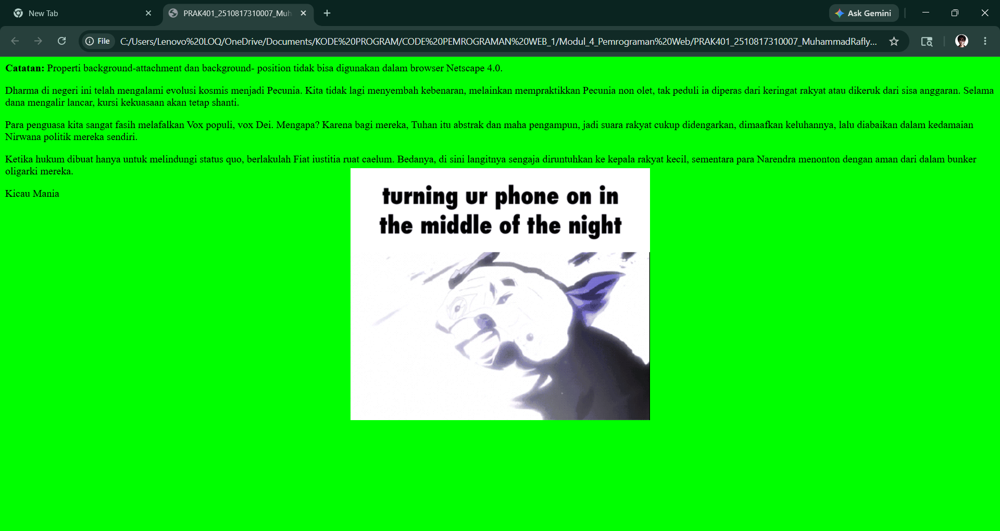 New Tab
PRAK401_2510817310007_Muh
Ask Gemini
File
C:/Users/Lenovo%20LOQ/OneDrive/Documents/KODE%20PROGRAM/CODE%20PEMROGRAMAN%20WEB_1/Modul_4_Pemrograman%20Web/PRAK401_2510817310007_MuhammadRafly...
Catatan: Properti background-attachment dan background- position tidak bisa digunakan dalam browser Netscape 4.0.
Dharma di negeri ini telah mengalami evolusi kosmis menjadi Pecunia. Kita tidak lagi menyembah kebenaran, melainkan mempraktikkan Pecunia non olet, tak peduli ia diperas dari keringat rakyat atau dikeruk dari sisa anggaran. Selama
dana mengalir lancar, kursi kekuasaan akan tetap shanti.
Para penguasa kita sangat fasih melafalkan Vox populi, vox Dei. Mengapa? Karena bagi mereka, Tuhan itu abstrak dan maha pengampun, jadi suara rakyat cukup didengarkan, dimaafkan keluhannya, lalu diabaikan dalam kedamaian
Nirwana politik mereka sendiri.
Ketika hukum dibuat hanya untuk melindungi status quo, berlakulah Fiat iustitia ruat caelum. Bedanya, di sini langitnya sengaja diruntuhkan ke kepala rakyat kecil, sementara para Narendra menonton dengan aman dari dalam bunker
oligarki mereka.
Kicau Mania
turning ur phone on in
the middle of the night